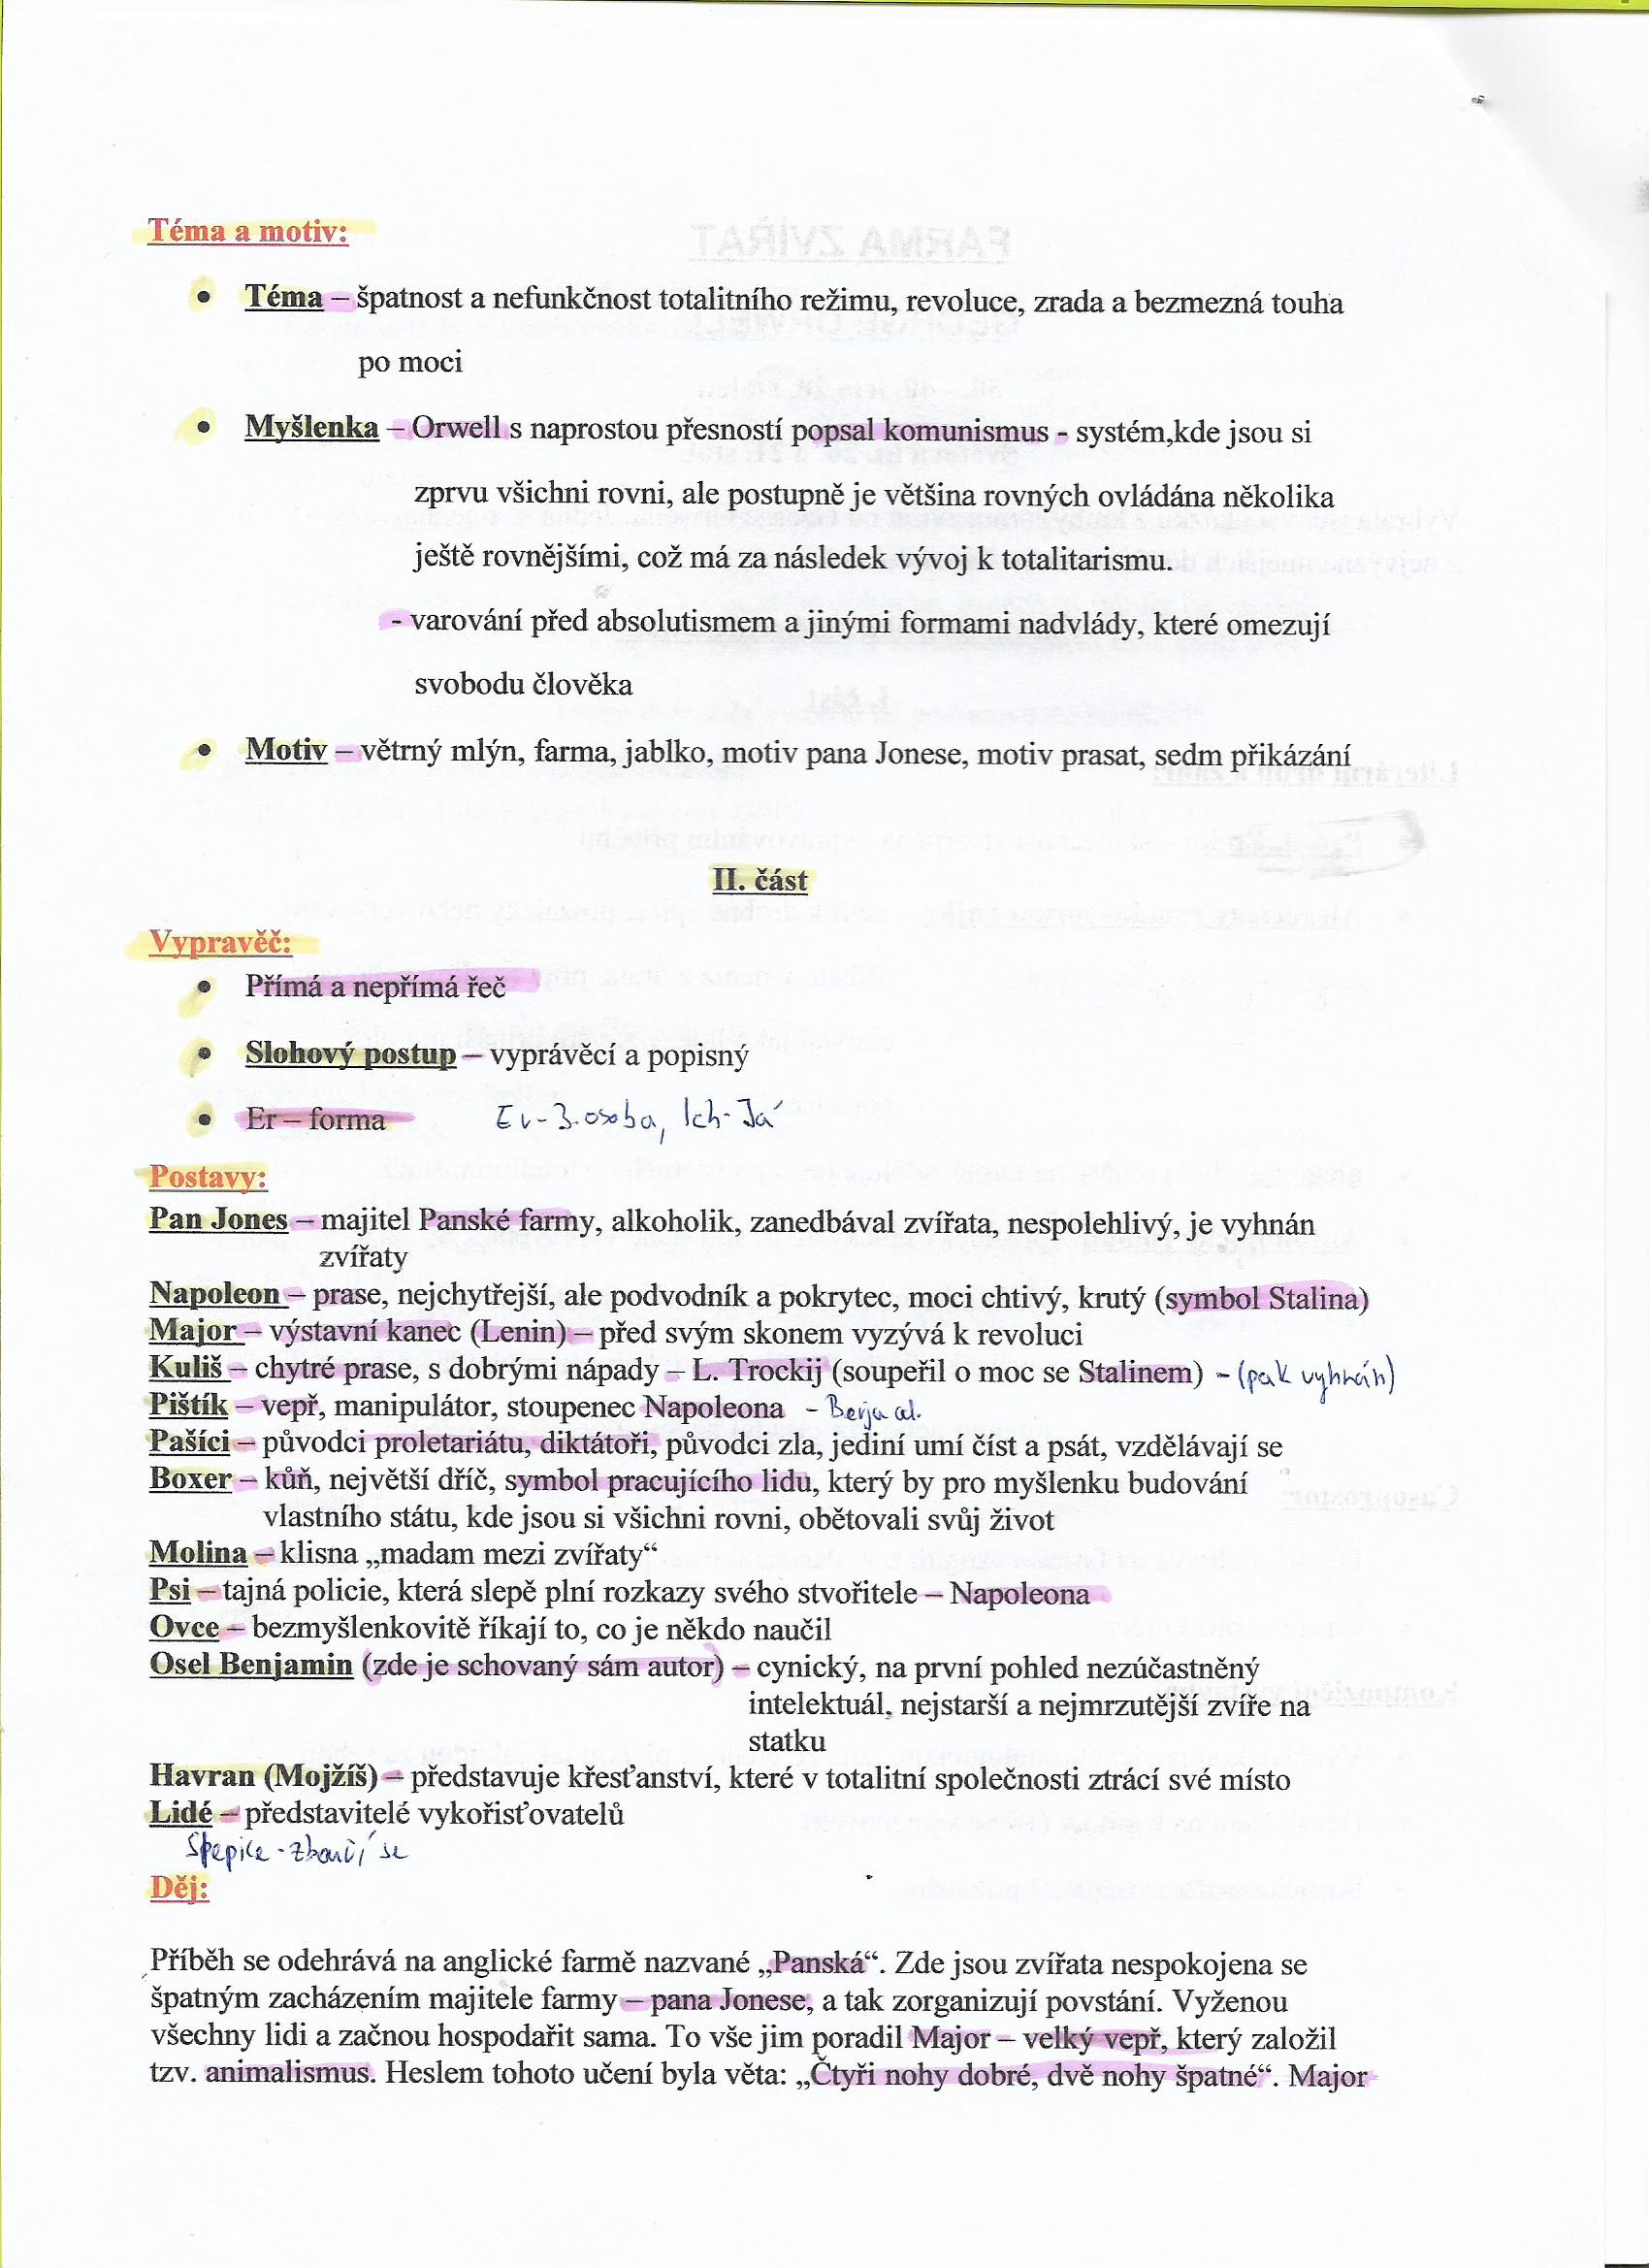 Téma a motiv:
• Téma – špatnost a nefunkčnost totalitního režimu, revoluce, zrada a bezmezná touha
po moci
• Myšlenka – Orwell s naprostou přesností popsal komunismus - systém,kde jsou si
zprvu všichni rovni, ale postupně je většina rovných ovládána několika
ještě rovnějšími, což má za následek vývoj k totalitarismu.
- varování před absolutismem a jinými formami nadvlády, které omezují
svobodu člověka
• Motiv – větrný mlýn, farma, jablko, motiv pana Jonese, motiv prasat, sedm přikázání
II. část
Vypravěč:
• Přímá a nepřímá řeč
• Slohový postup – vyprávěcí a popisný
• Er – forma Er - 3. osoba, Ich - Já
Postavy:
Pan Jones – majitel Panské farmy, alkoholik, zanedbával zvířata, nespolehlivý, je vyhnán
zvířaty
Napoleon – prase, nejchytřejší, ale podvodník a pokrytec, moci chtivý, krutý (symbol Stalina)
Major – výstavní kanec (Lenin) – před svým skonem vyzývá k revoluci
Kuliš – chytré prase, s dobrými nápady – L. Trockij (soupeřil o moc se Stalinem) - (pak vyhnán)
Pištík – vepř, manipulátor, stoupenec Napoleona -
Pašíci – původci proletariátu, diktátoři, původci zla, jediní umí číst a psát, vzdělávají se
Boxer – kůň, největší dříč, symbol pracujícího lidu, který by pro myšlenku budování
vlastního státu, kde jsou si všichni rovni, obětovali svůj život
Molina – klisna „madam mezi zvířaty“
Psi – tajná policie, která slepě plní rozkazy svého stvořitele – Napoleona
Ovce – bezmyšlenkovitě říkají to, co je někdo naučil
Osel Benjamin (zde je schovaný sám autor) – cynický, na první pohled nezúčastněný
intelektuál, nejstarší a nejmrzutější zvíře na
statku
Havran (Mojžíš) – představuje křesťanství, které v totalitní společnosti ztrácí své místo
Lidé – představitelé vykořisťovatelů
se
Děj:
Příběh se odehrává na anglické farmě nazvané „Panská“. Zde jsou zvířata nespokojena se
špatným zacházením majitele farmy – pana Jonese, a tak zorganizují povstání. Vyženou
všechny lidi a začnou hospodařit sama. To vše jim poradil Major – velký vepř, který založil
tzv. animalismus. Heslem tohoto učení byla věta: „Čtyři nohy dobré, dvě nohy špatné“. Major